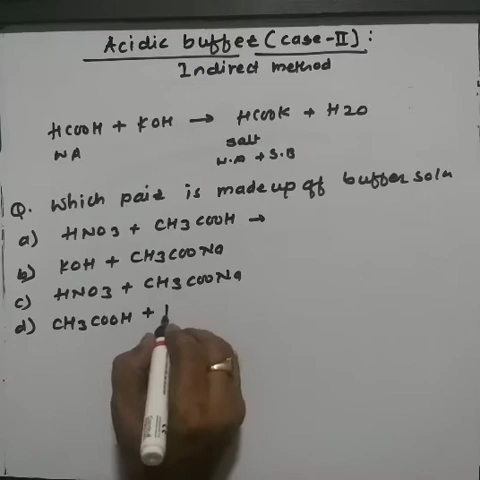 Acidic buffer (case-II) :
Indirect method
HCOOH + KOH → HCOOK + H2O
WA
salt
W.A + S.B
Q. Which pair is made up of buffer soln
a) HNO3 + CH3COOH →
b) KOH + CH3COONa
c) HNO3 + CH3COONa
d) CH3COOH +